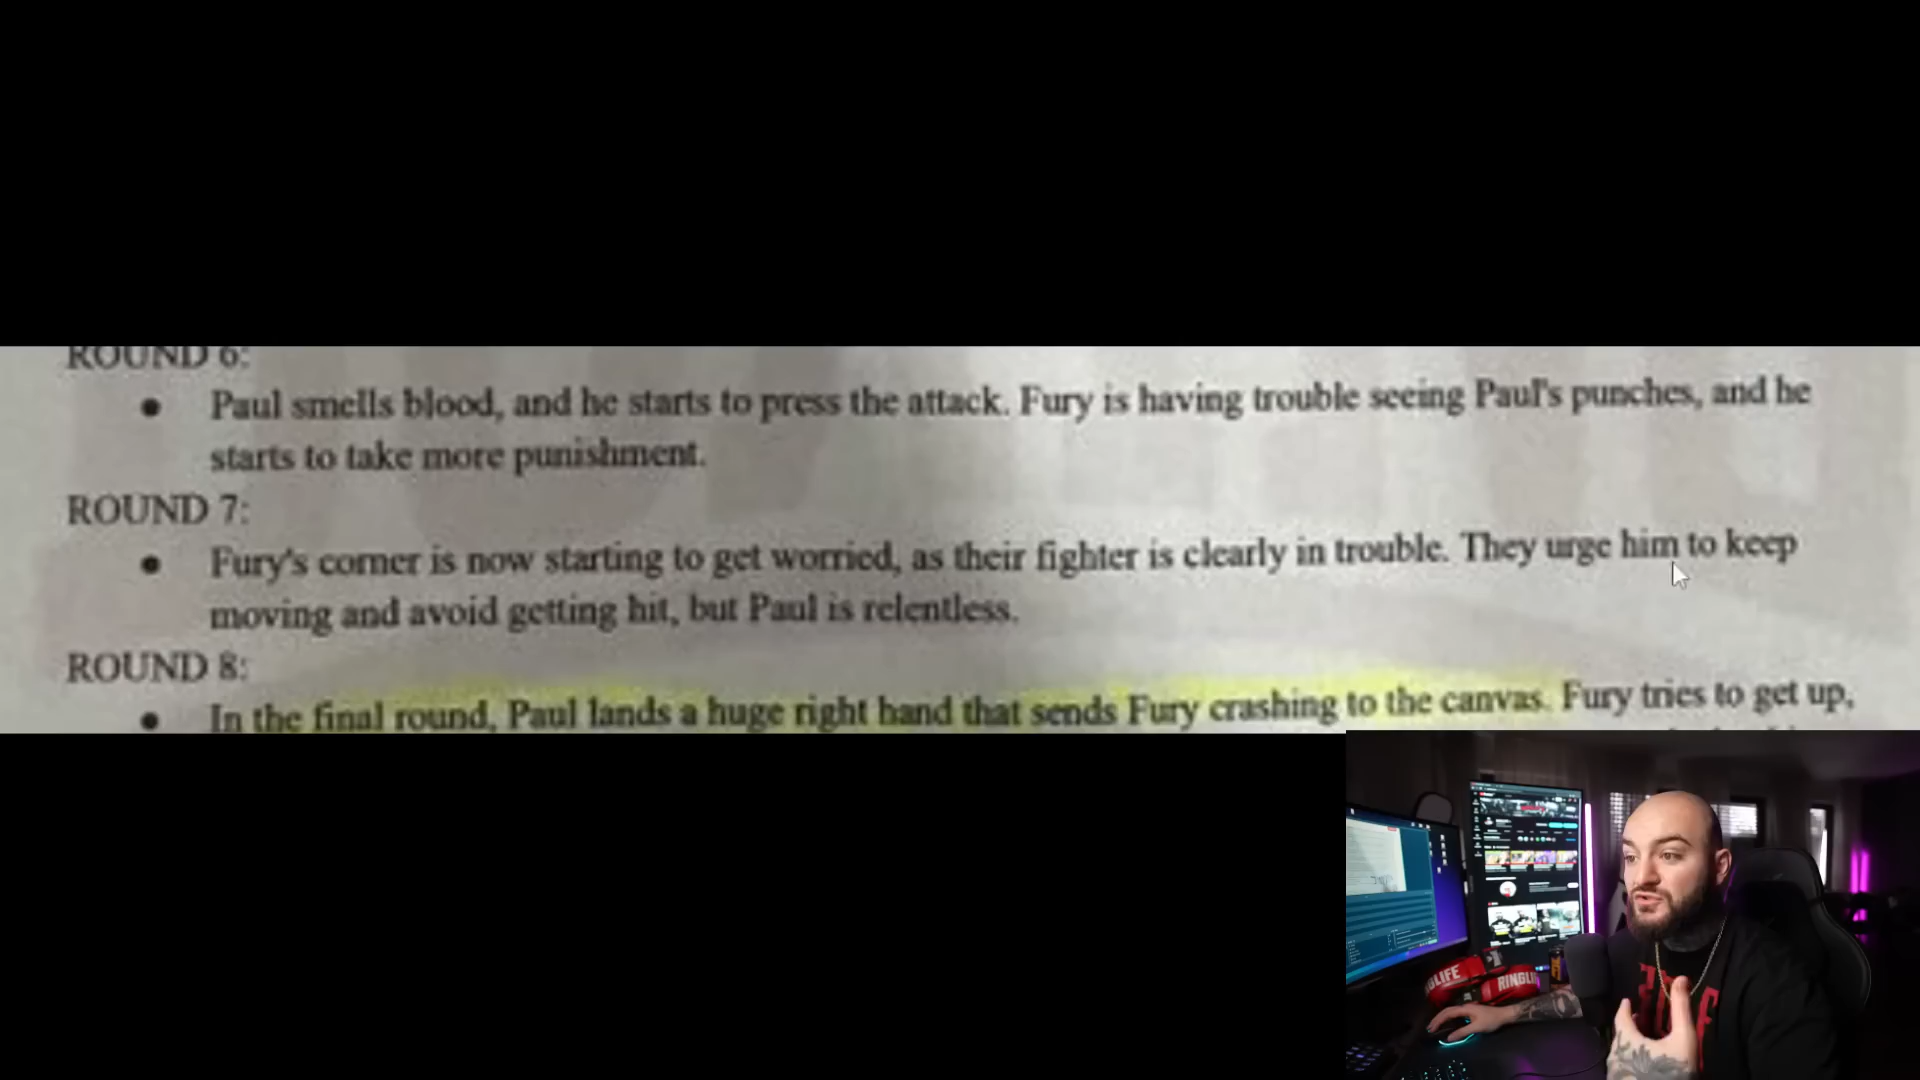 ROUND 6:
Paul smells blood, and he starts to press the attack. Fury is having trouble seeing Paul's punches, and he
starts to take more punishment.
ROUND 7:
Fury's corner is now starting to get worried, as their fighter is clearly in trouble. They urge him to keep
moving and avoid getting hit, but Paul is relentless.
ROUND 8:
In the final round, Paul lands a huge right hand that sends Fury crashing to the canvas. Fury tries to get up,
RINGLIFE